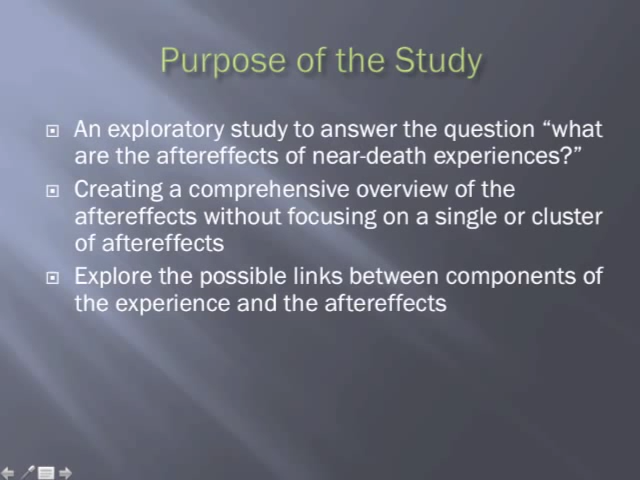 Purpose of the Study
An exploratory study to answer the question “what
are the aftereffects of near-death experiences?”
Creating a comprehensive overview of the
aftereffects without focusing on a single or cluster
of aftereffects
Explore the possible links between components of
the experience and the aftereffects